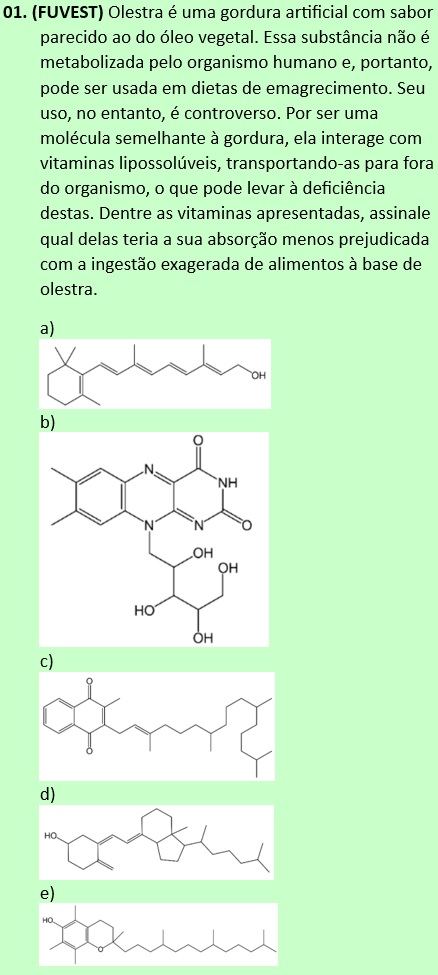 01. (FUVEST) Olestra é uma gordura artificial com sabor
parecido ao do óleo vegetal. Essa substância não é
metabolizada pelo organismo humano e, portanto,
pode ser usada em dietas de emagrecimento. Seu
uso, no entanto, é controverso. Por ser uma
molécula semelhante à gordura, ela interage com
vitaminas lipossolúveis, transportando-as para fora
do organismo, o que pode levar à deficiência
destas. Dentre as vitaminas apresentadas, assinale
qual delas teria a sua absorção menos prejudicada
com a ingestão exagerada de alimentos à base de
olestra.
a)
OH
b)
O
N
NH
N
N
O
OH
OH
HO
OH
c)
O
O
d)
HO
e)
HO
O